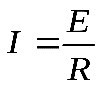 I = E/R